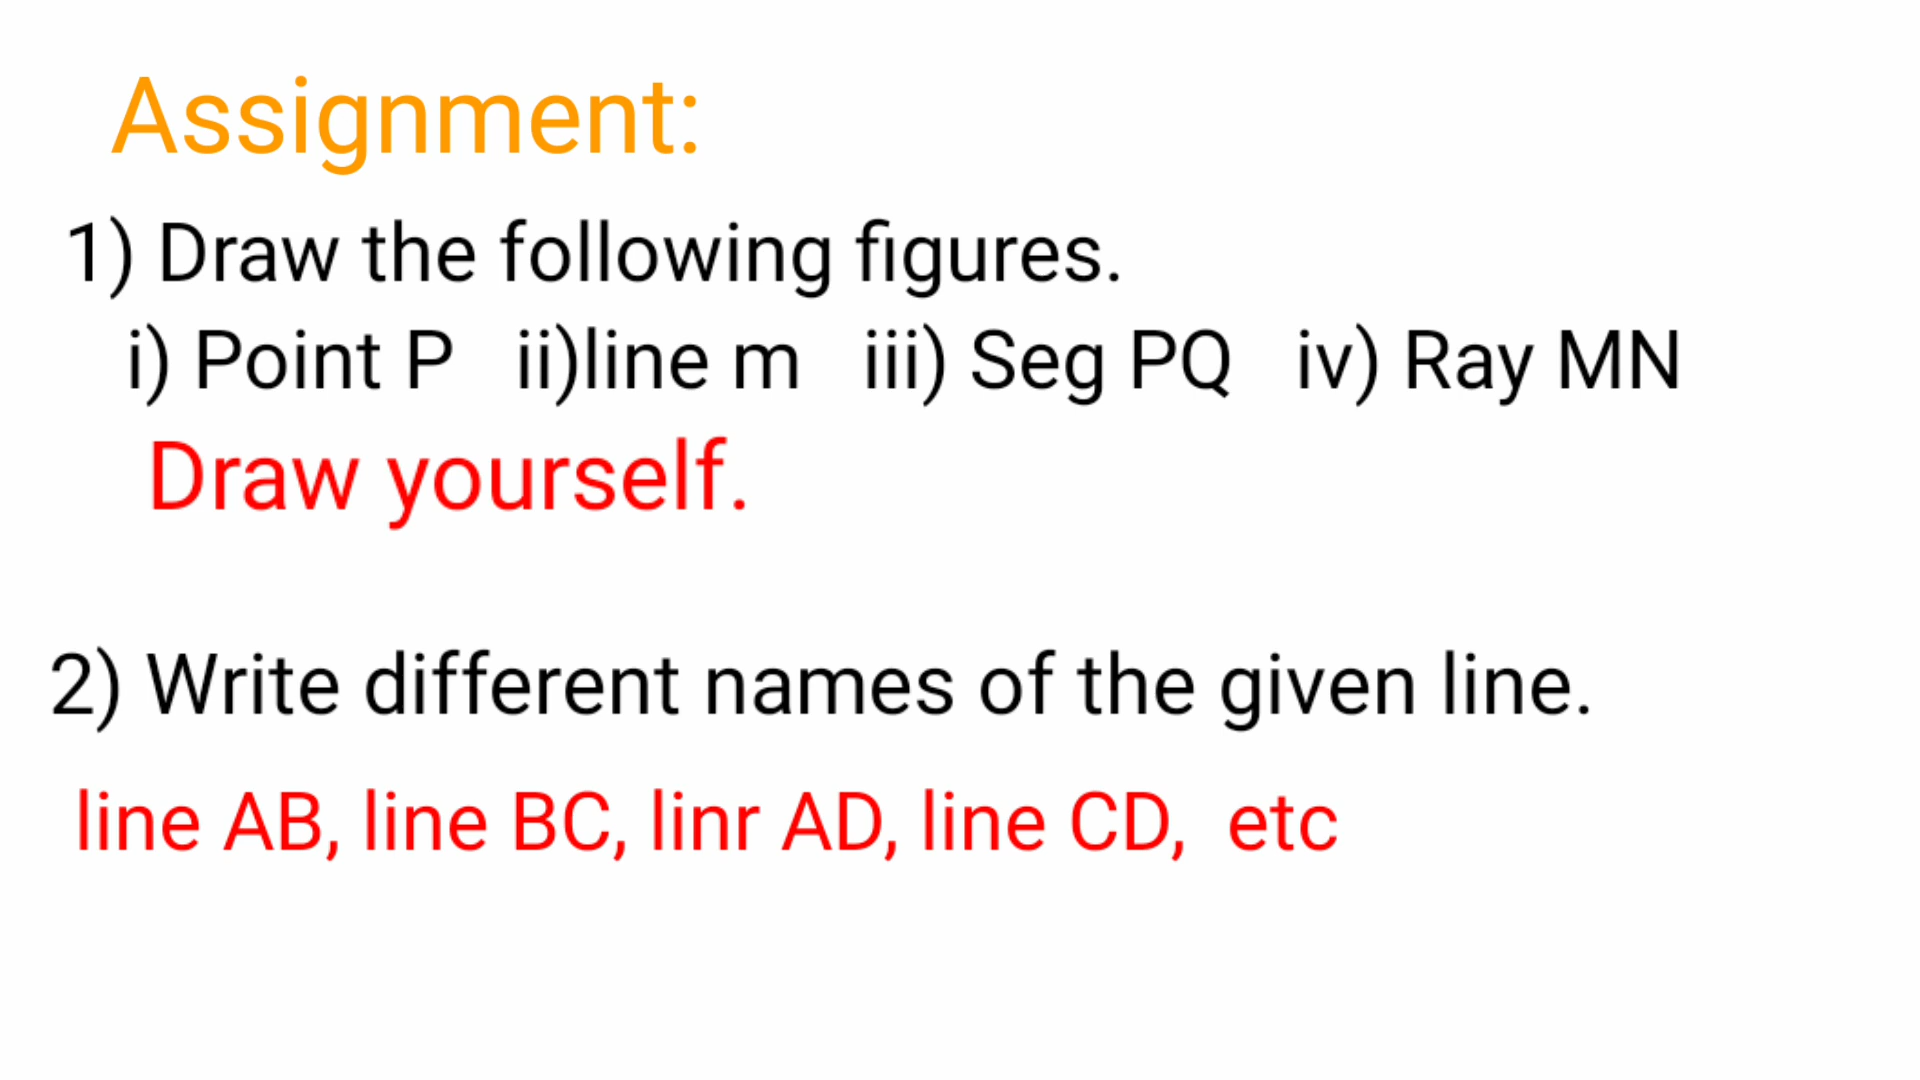 Assignment:
1) Draw the following figures.
i) Point P ii)line m iii) Seg PQ iv) Ray MN
Draw yourself.
2) Write different names of the given line.
line AB, line BC, linr AD, line CD, etc